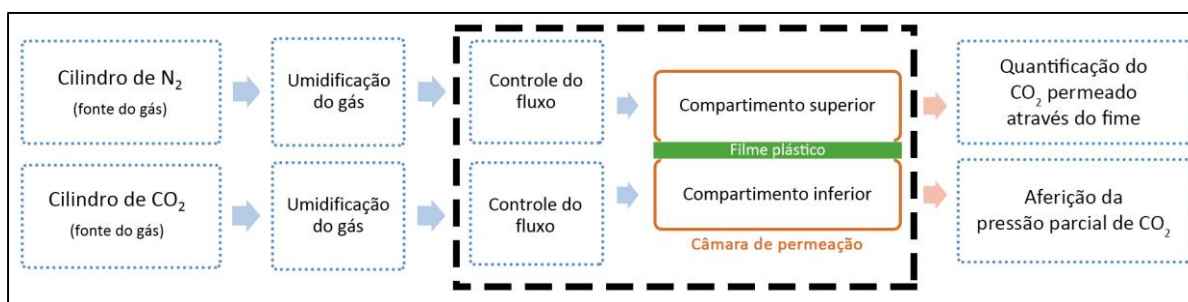 Cilindro de N₂
(fonte do gás)
Umidificação
do gás
Controle do
fluxo
Compartimento superior
Quantificação do
CO₂ permeado
através do fime
Filme plástico
Cilindro de CO₂
(fonte do gás)
Umidificação
do gás
Controle do
fluxo
Compartimento inferior
Câmara de permeação
Aferição da
pressão parcial de CO₂